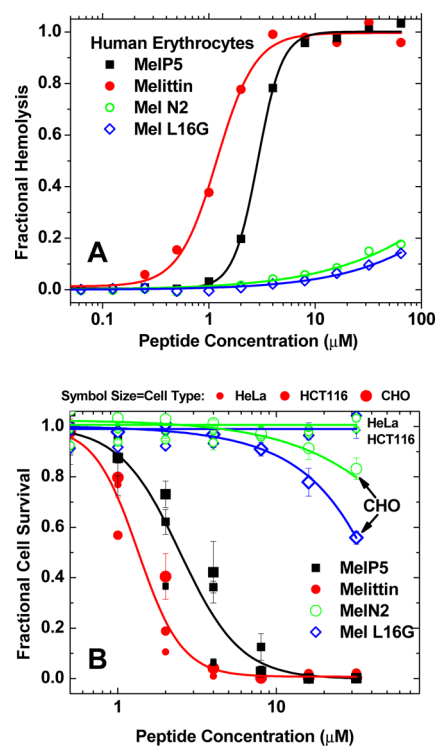 1.0
0.8
0.6
0.4
0.2
0.0
Fractional Hemolysis
Human Erythrocytes
MelP5
Melittin
Mel N2
Mel L16G
A
0.1 1 10 100
Peptide Concentration (μM)
Symbol Size=Cell Type: HeLa HCT116 CHO
1.0
0.8
0.6
0.4
0.2
0.0
Fractional Cell Survival
HeLa
HCT116
CHO
MelP5
Melittin
MelN2
Mel L16G
B
1 10
Peptide Concentration (μM)